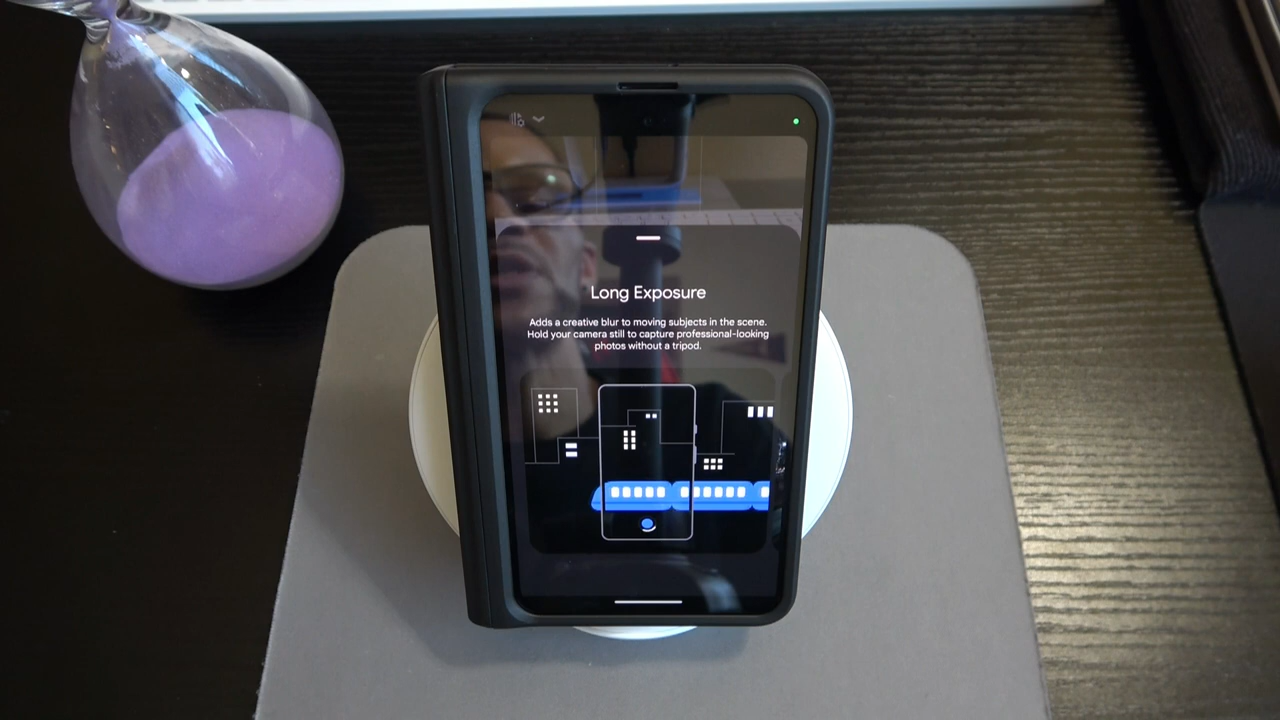 Long Exposure
Adds a creative blur to moving subjects in the scene.
Hold your camera still to capture professional-looking
photos without a tripod.